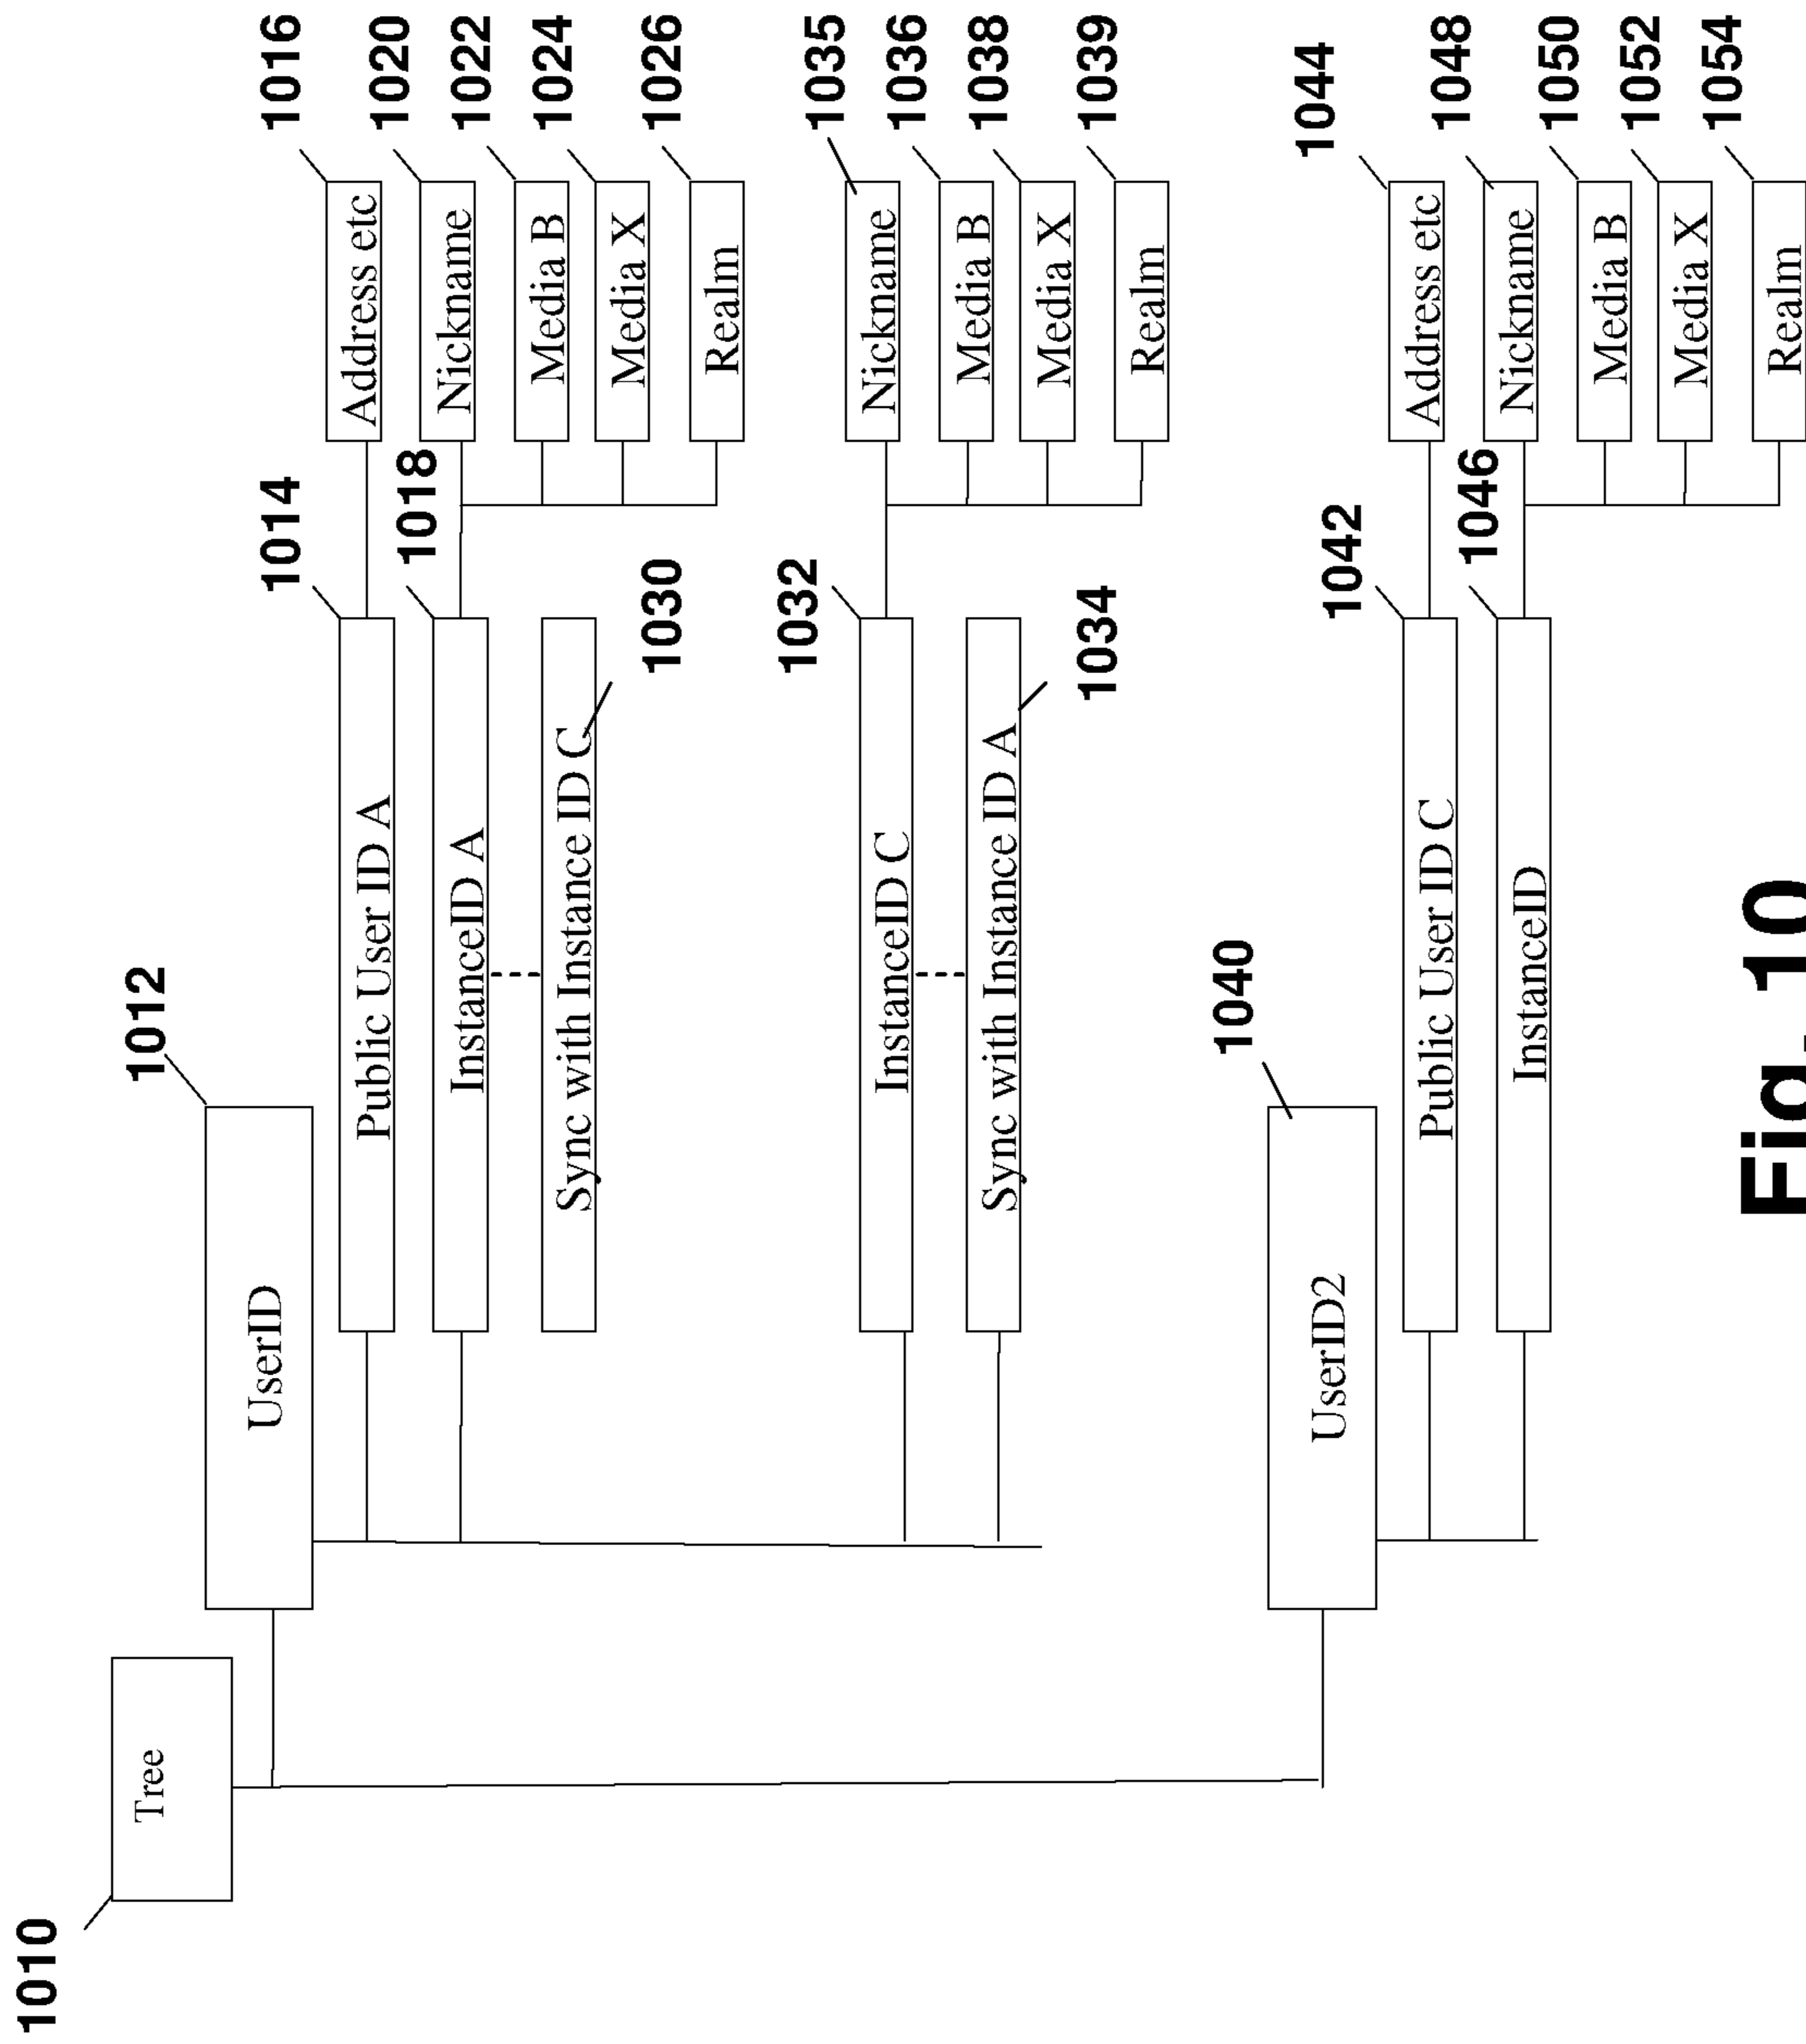 1010
Tree
1012
UserID
1014
Public User ID A
1016
Address etc
1018
InstanceID A
1020
Nickname
1022
Media B
1024
Media X
1026
Realm
1030
Sync with Instance ID C
1032
InstanceID C
1035
Nickname
1036
Media B
1038
Media X
1039
Realm
1034
Sync with Instance ID A
1040
UserID2
1042
Public User ID C
1044
Address etc
1046
InstanceID
1048
Nickname
1050
Media B
1052
Media X
1054
Realm
Fig. 10